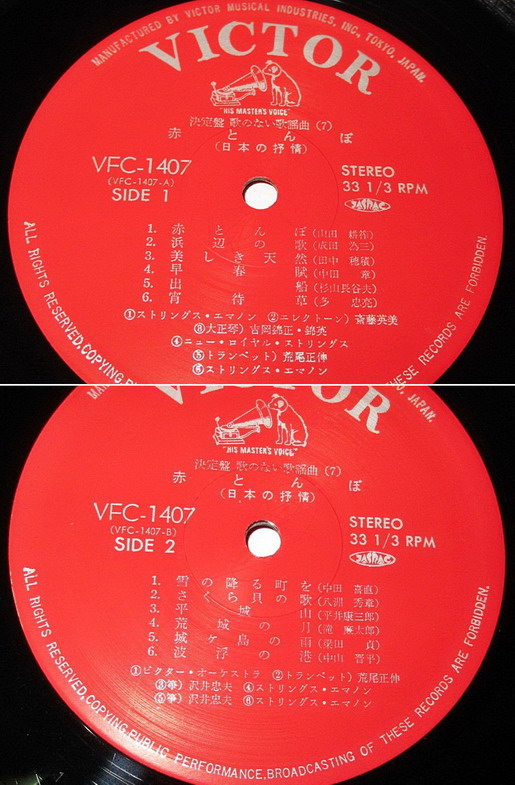 MANUFACTURED BY VICTOR MUSICAL INDUSTRIES, INC., TOKYO, JAPAN.
VICTOR
"HIS MASTER'S VOICE"
決定盤 歌のない歌謡曲 (7)
赤とんぼ
(日本の抒情)
VFC-1407
(VFC-1407-A)
SIDE 1
STEREO
33 1/3 RPM
JASRAC
1. 赤とんぼ (山田 耕筰)
2. 浜辺の歌 (成田 為三)
3. 美しき天然 (田中 穂積)
4. 早春賦 (中田 章)
5. 出船 (杉山長谷夫)
6. 宵待草 (多 忠亮)
①ストリングス・エマノン ②エレクトーン) 斎藤英美
③大正琴) 吉岡錦正・錦英
④ニュー・ロイヤル・ストリングス
⑤トランペット) 荒尾正伸
⑥ストリングス・エマノン
ALL RIGHTS RESERVED, COPYING, THESE RECORDS ARE FORBIDDEN.
VICTOR
JAPAN.
"HIS MASTER'S VOICE"
決定盤 歌のない歌謡曲 (7)
赤とんぼ
(日本の抒情)
VFC-1407
(VFC-1407-B)
SIDE 2
STEREO
33 1/3 RPM
JASRAC
1. 雪の降る町を (中田 喜直)
2. さくら貝の歌 (八洲 秀章)
3. 平城山 (平井康三郎)
4. 荒城の月 (滝 廉太郎)
5. 城ヶ島の雨 (梁田 貞)
6. 波浮の港 (中山 晋平)
①ビクター・オーケストラ ②トランペット) 荒尾正伸
③箏) 沢井忠夫 ④ストリングス・エマノン
⑤箏) 沢井忠夫 ⑥ストリングス・エマノン
ALL RIGHTS RESERVED, COPYING, PUBLIC PERFORMANCE, BROADCASTING OF THESE RECORDS ARE FORBIDDEN.